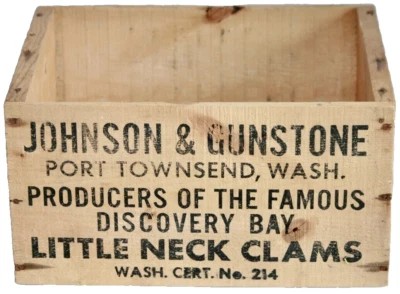 JOHNSON & GUNSTONE
PORT TOWNSEND, WASH.
PRODUCERS OF THE FAMOUS
DISCOVERY BAY
LITTLE NECK CLAMS
WASH. CERT. No. 214